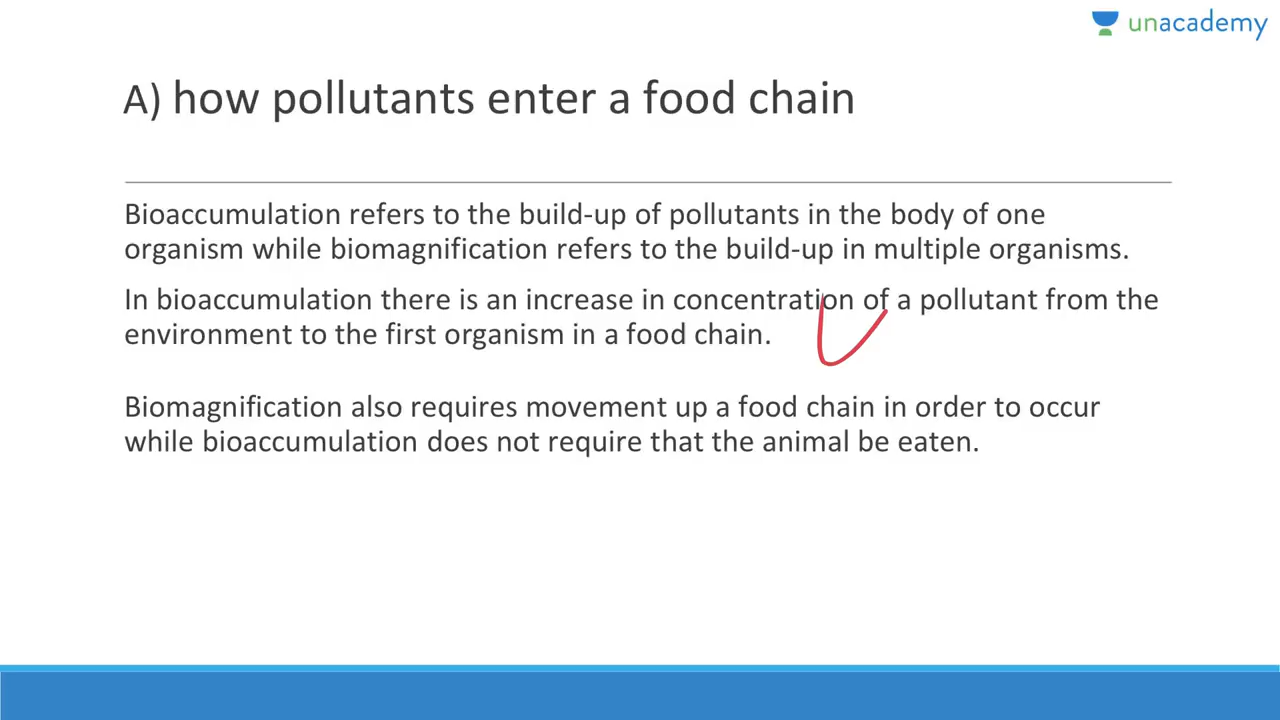 unacademy
A) how pollutants enter a food chain
Bioaccumulation refers to the build-up of pollutants in the body of one
organism while biomagnification refers to the build-up in multiple organisms.
In bioaccumulation there is an increase in concentration of a pollutant from the
environment to the first organism in a food chain.
Biomagnification also requires movement up a food chain in order to occur
while bioaccumulation does not require that the animal be eaten.